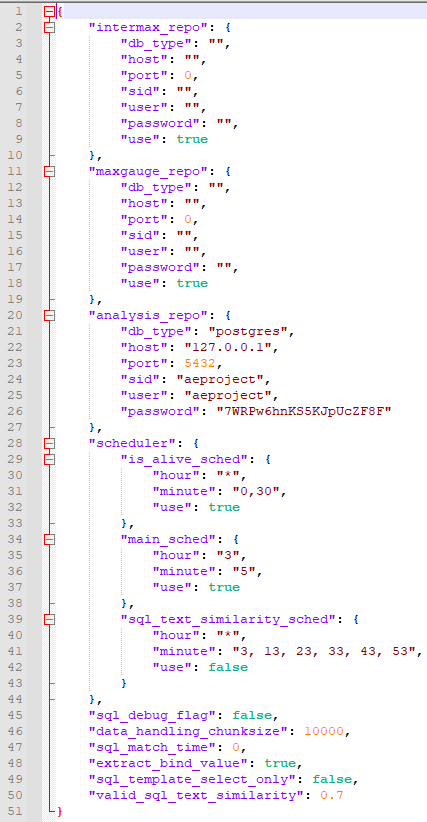 1 {
2 "intermax_repo": {
3 "db_type": "",
4 "host": "",
5 "port": 0,
6 "sid": "",
7 "user": "",
8 "password": "",
9 "use": true
10 },
11 "maxgauge_repo": {
12 "db_type": "",
13 "host": "",
14 "port": 0,
15 "sid": "",
16 "user": "",
17 "password": "",
18 "use": true
19 },
20 "analysis_repo": {
21 "db_type": "postgres",
22 "host": "127.0.0.1",
23 "port": 5432,
24 "sid": "aeproject",
25 "user": "aeproject",
26 "password": "7WRPw6hnKS5KJpUcZF8F"
27 },
28 "scheduler": {
29 "is_alive_sched": {
30 "hour": "*",
31 "minute": "0,30",
32 "use": true
33 },
34 "main_sched": {
35 "hour": "3",
36 "minute": "5",
37 "use": true
38 },
39 "sql_text_similarity_sched": {
40 "hour": "*",
41 "minute": "3, 13, 23, 33, 43, 53",
42 "use": false
43 }
44 },
45 "sql_debug_flag": false,
46 "data_handling_chunksize": 10000,
47 "sql_match_time": 0,
48 "extract_bind_value": true,
49 "sql_template_select_only": false,
50 "valid_sql_text_similarity": 0.7
51 }